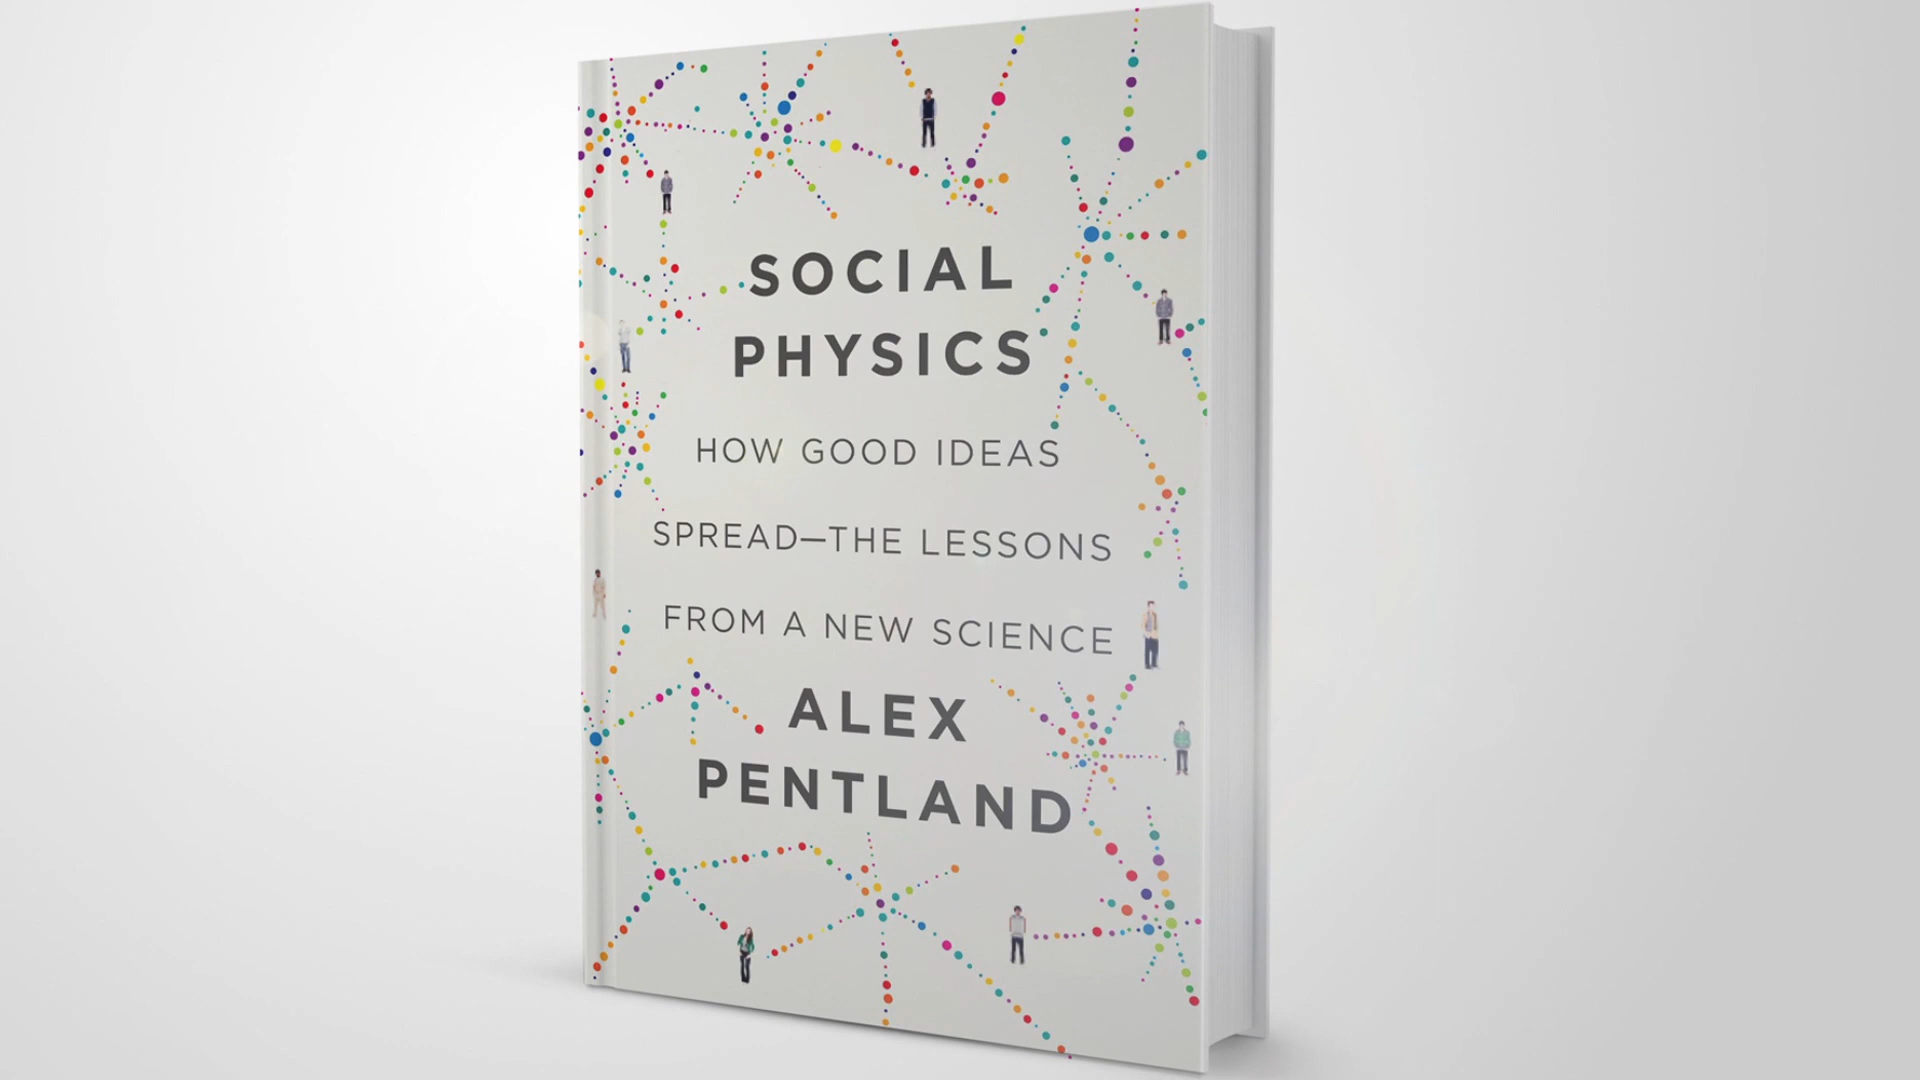 SOCIAL
PHYSICS
HOW GOOD IDEAS
SPREAD—THE LESSONS
FROM A NEW SCIENCE
ALEX
PENTLAND